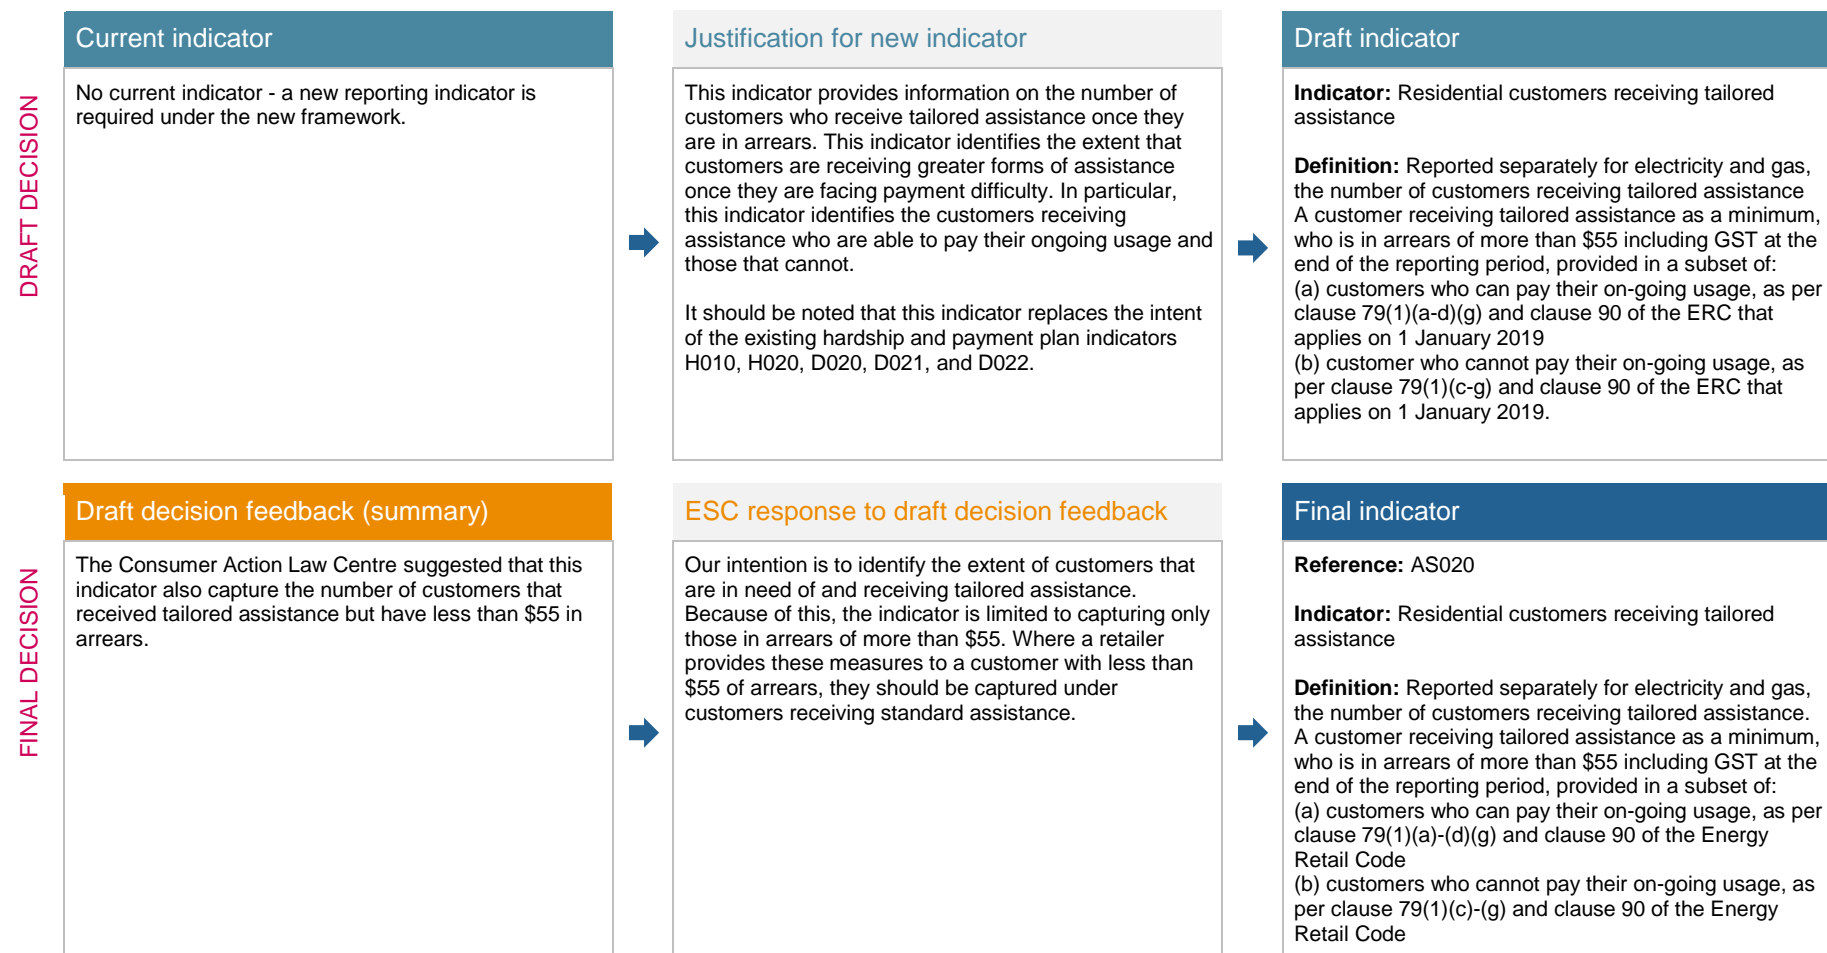 DRAFT DECISION
Current indicator
No current indicator - a new reporting indicator is
required under the new framework.
Justification for new indicator
This indicator provides information on the number of
customers who receive tailored assistance once they
are in arrears. This indicator identifies the extent that
customers are receiving greater forms of assistance
once they are facing payment difficulty. In particular,
this indicator identifies the customers receiving
assistance who are able to pay their ongoing usage and
those that cannot.
It should be noted that this indicator replaces the intent
of the existing hardship and payment plan indicators
H010, H020, D020, D021, and D022.
Draft indicator
Indicator: Residential customers receiving tailored
assistance
Definition: Reported separately for electricity and gas,
the number of customers receiving tailored assistance
A customer receiving tailored assistance as a minimum,
who is in arrears of more than $55 including GST at the
end of the reporting period, provided in a subset of:
(a) customers who can pay their on-going usage, as per
clause 79(1)(a-d)(g) and clause 90 of the ERC that
applies on 1 January 2019
(b) customer who cannot pay their on-going usage, as
per clause 79(1)(c-g) and clause 90 of the ERC that
applies on 1 January 2019.
FINAL DECISION
Draft decision feedback (summary)
The Consumer Action Law Centre suggested that this
indicator also capture the number of customers that
received tailored assistance but have less than $55 in
arrears.
ESC response to draft decision feedback
Our intention is to identify the extent of customers that
are in need of and receiving tailored assistance.
Because of this, the indicator is limited to capturing only
those in arrears of more than $55. Where a retailer
provides these measures to a customer with less than
$55 of arrears, they should be captured under
customers receiving standard assistance.
Final indicator
Reference: AS020
Indicator: Residential customers receiving tailored
assistance
Definition: Reported separately for electricity and gas,
the number of customers receiving tailored assistance.
A customer receiving tailored assistance as a minimum,
who is in arrears of more than $55 including GST at the
end of the reporting period, provided in a subset of:
(a) customers who can pay their on-going usage, as per
clause 79(1)(a)-(d)(g) and clause 90 of the Energy
Retail Code
(b) customers who cannot pay their on-going usage, as
per clause 79(1)(c)-(g) and clause 90 of the Energy
Retail Code